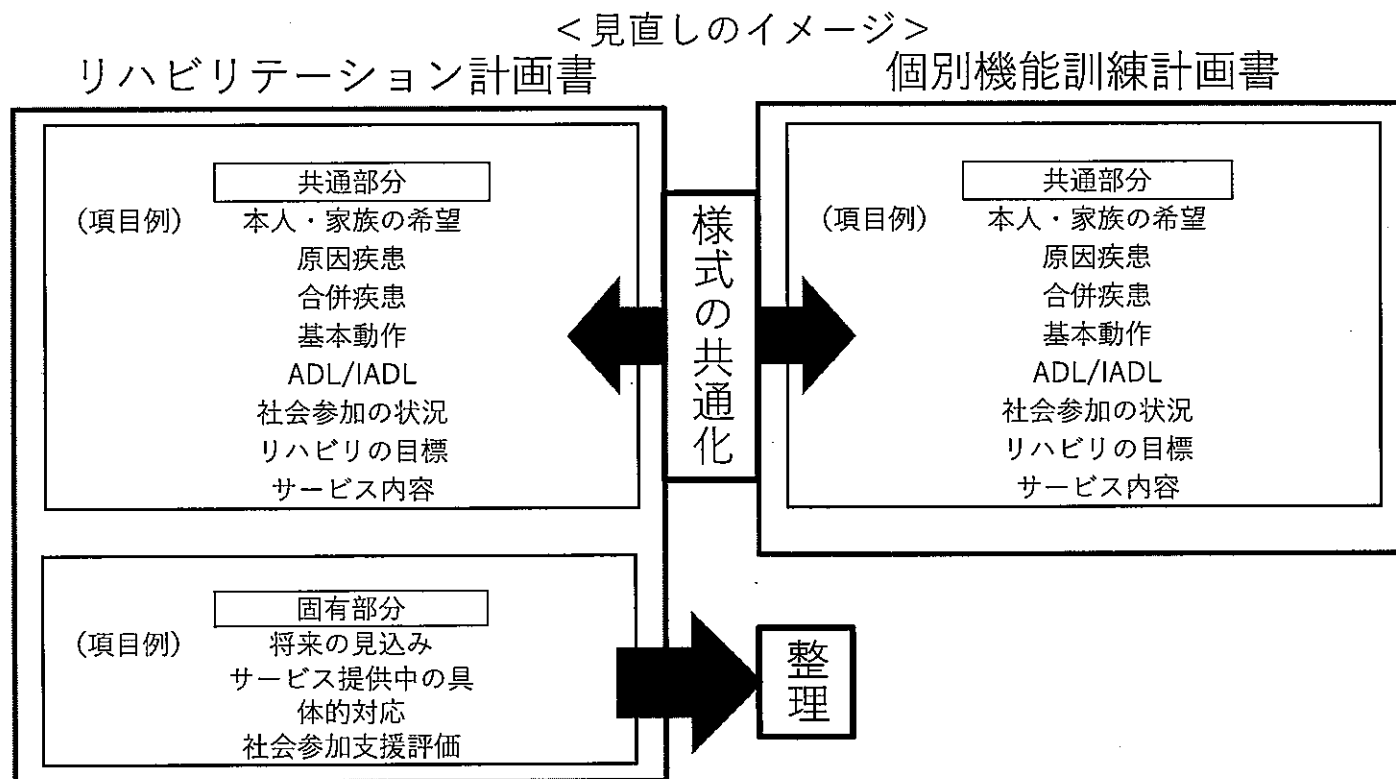 ＜見直しのイメージ＞
リハビリテーション計画書
共通部分
（項目例）
本人・家族の希望
原因疾患
合併疾患
基本動作
ADL/IADL
社会参加の状況
リハビリの目標
サービス内容
固有部分
（項目例）
将来の見込み
サービス提供中の具
体的対応
社会参加支援評価
様式の共通化
整理
個別機能訓練計画書
共通部分
（項目例）
本人・家族の希望
原因疾患
合併疾患
基本動作
ADL/IADL
社会参加の状況
リハビリの目標
サービス内容